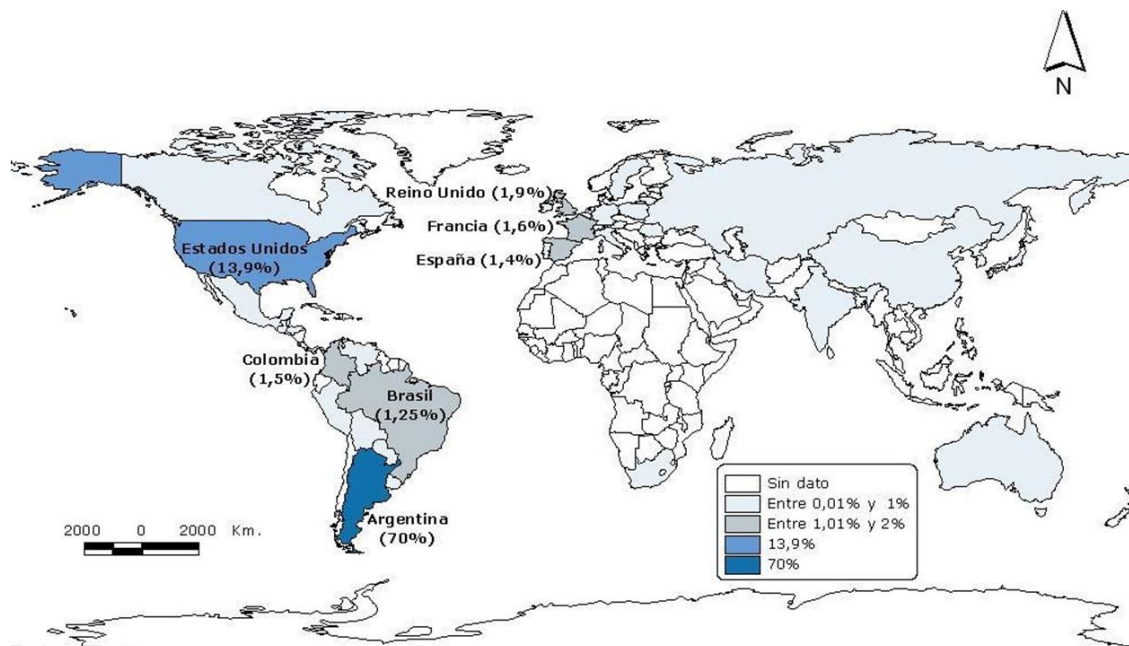 N
Reino Unido (1,9%)
Francia (1,6%)
España (1,4%)
Estados Unidos
(13,9%)
Colombia
(1,5%)
Brasil
(1,25%)
Argentina
(70%)
2000 0 2000 Km.
Sin dato
Entre 0,01% y 1%
Entre 1,01% y 2%
13,9%
70%